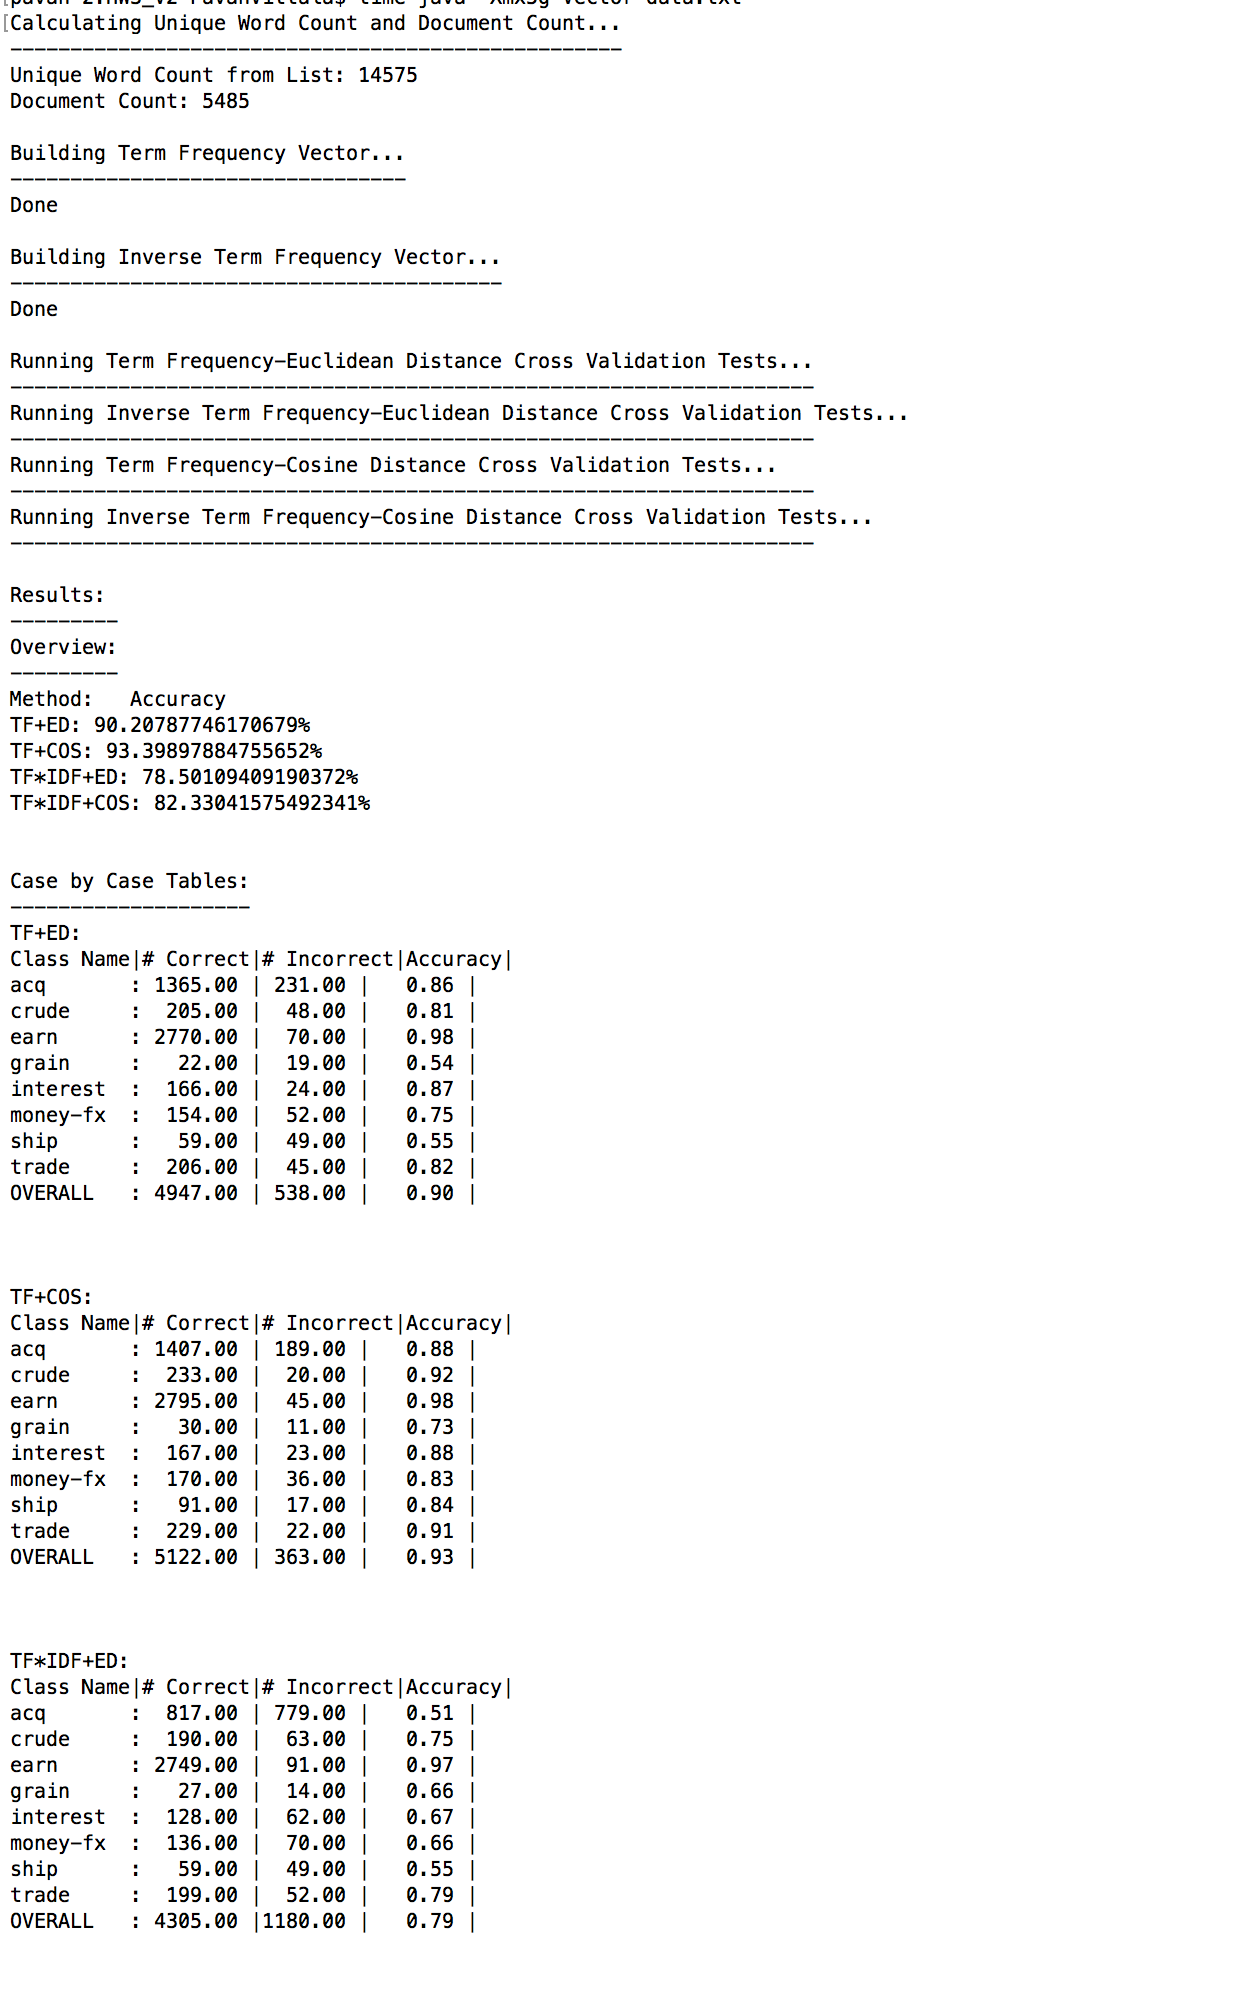 Calculating Unique Word Count and Document Count...
---------------------------------------------------
Unique Word Count from List: 14575
Document Count: 5485

Building Term Frequency Vector...
---------------------------------
Done

Building Inverse Term Frequency Vector...
-----------------------------------------
Done

Running Term Frequency-Euclidean Distance Cross Validation Tests...
-------------------------------------------------------------------
Running Inverse Term Frequency-Euclidean Distance Cross Validation Tests...
-------------------------------------------------------------------
Running Term Frequency-Cosine Distance Cross Validation Tests...
-------------------------------------------------------------------
Running Inverse Term Frequency-Cosine Distance Cross Validation Tests...
-------------------------------------------------------------------

Results:
---------
Overview:
---------
Method:   Accuracy
TF+ED: 90.20787746170679%
TF+COS: 93.39897884755652%
TF*IDF+ED: 78.50109409190372%
TF*IDF+COS: 82.33041575492341%

Case by Case Tables:
--------------------
TF+ED:
Class Name|# Correct|# Incorrect|Accuracy|
acq       : 1365.00 | 231.00 |   0.86 |
crude     :  205.00 |  48.00 |   0.81 |
earn      : 2770.00 |  70.00 |   0.98 |
grain     :   22.00 |  19.00 |   0.54 |
interest  :  166.00 |  24.00 |   0.87 |
money-fx  :  154.00 |  52.00 |   0.75 |
ship      :   59.00 |  49.00 |   0.55 |
trade     :  206.00 |  45.00 |   0.82 |
OVERALL   : 4947.00 | 538.00 |   0.90 |

TF+COS:
Class Name|# Correct|# Incorrect|Accuracy|
acq       : 1407.00 | 189.00 |   0.88 |
crude     :  233.00 |  20.00 |   0.92 |
earn      : 2795.00 |  45.00 |   0.98 |
grain     :   30.00 |  11.00 |   0.73 |
interest  :  167.00 |  23.00 |   0.88 |
money-fx  :  170.00 |  36.00 |   0.83 |
ship      :   91.00 |  17.00 |   0.84 |
trade     :  229.00 |  22.00 |   0.91 |
OVERALL   : 5122.00 | 363.00 |   0.93 |

TF*IDF+ED:
Class Name|# Correct|# Incorrect|Accuracy|
acq       :  817.00 | 779.00 |   0.51 |
crude     :  190.00 |  63.00 |   0.75 |
earn      : 2749.00 |  91.00 |   0.97 |
grain     :   27.00 |  14.00 |   0.66 |
interest  :  128.00 |  62.00 |   0.67 |
money-fx  :  136.00 |  70.00 |   0.66 |
ship      :   59.00 |  49.00 |   0.55 |
trade     :  199.00 |  52.00 |   0.79 |
OVERALL   : 4305.00 |1180.00 |   0.79 |